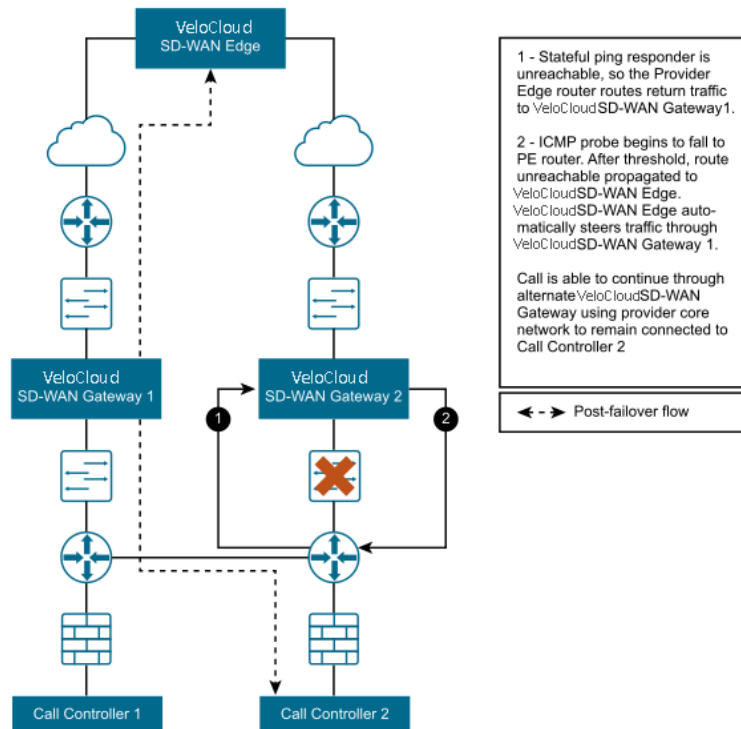 VeloCloud
SD-WAN Edge
1 - Stateful ping responder is
unreachable, so the Provider
Edge router routes return traffic
to VeloCloudSD-WAN Gateway1.
2 - ICMP probe begins to fall to
PE router. After threshold, route
unreachable propagated to
VeloCloudSD-WAN Edge.
VeloCloudSD-WAN Edge auto-
matically steers traffic through
VeloCloudSD-WAN Gateway 1.
Call is able to continue through
alternateVeloCloudSD-WAN
Gateway using provider core
network to remain connected to
Call Controller 2
Post-failover flow
VeloCloud
SD-WAN Gateway 1
VeloCloud
SD-WAN Gateway 2
1
2
Call Controller 1
Call Controller 2